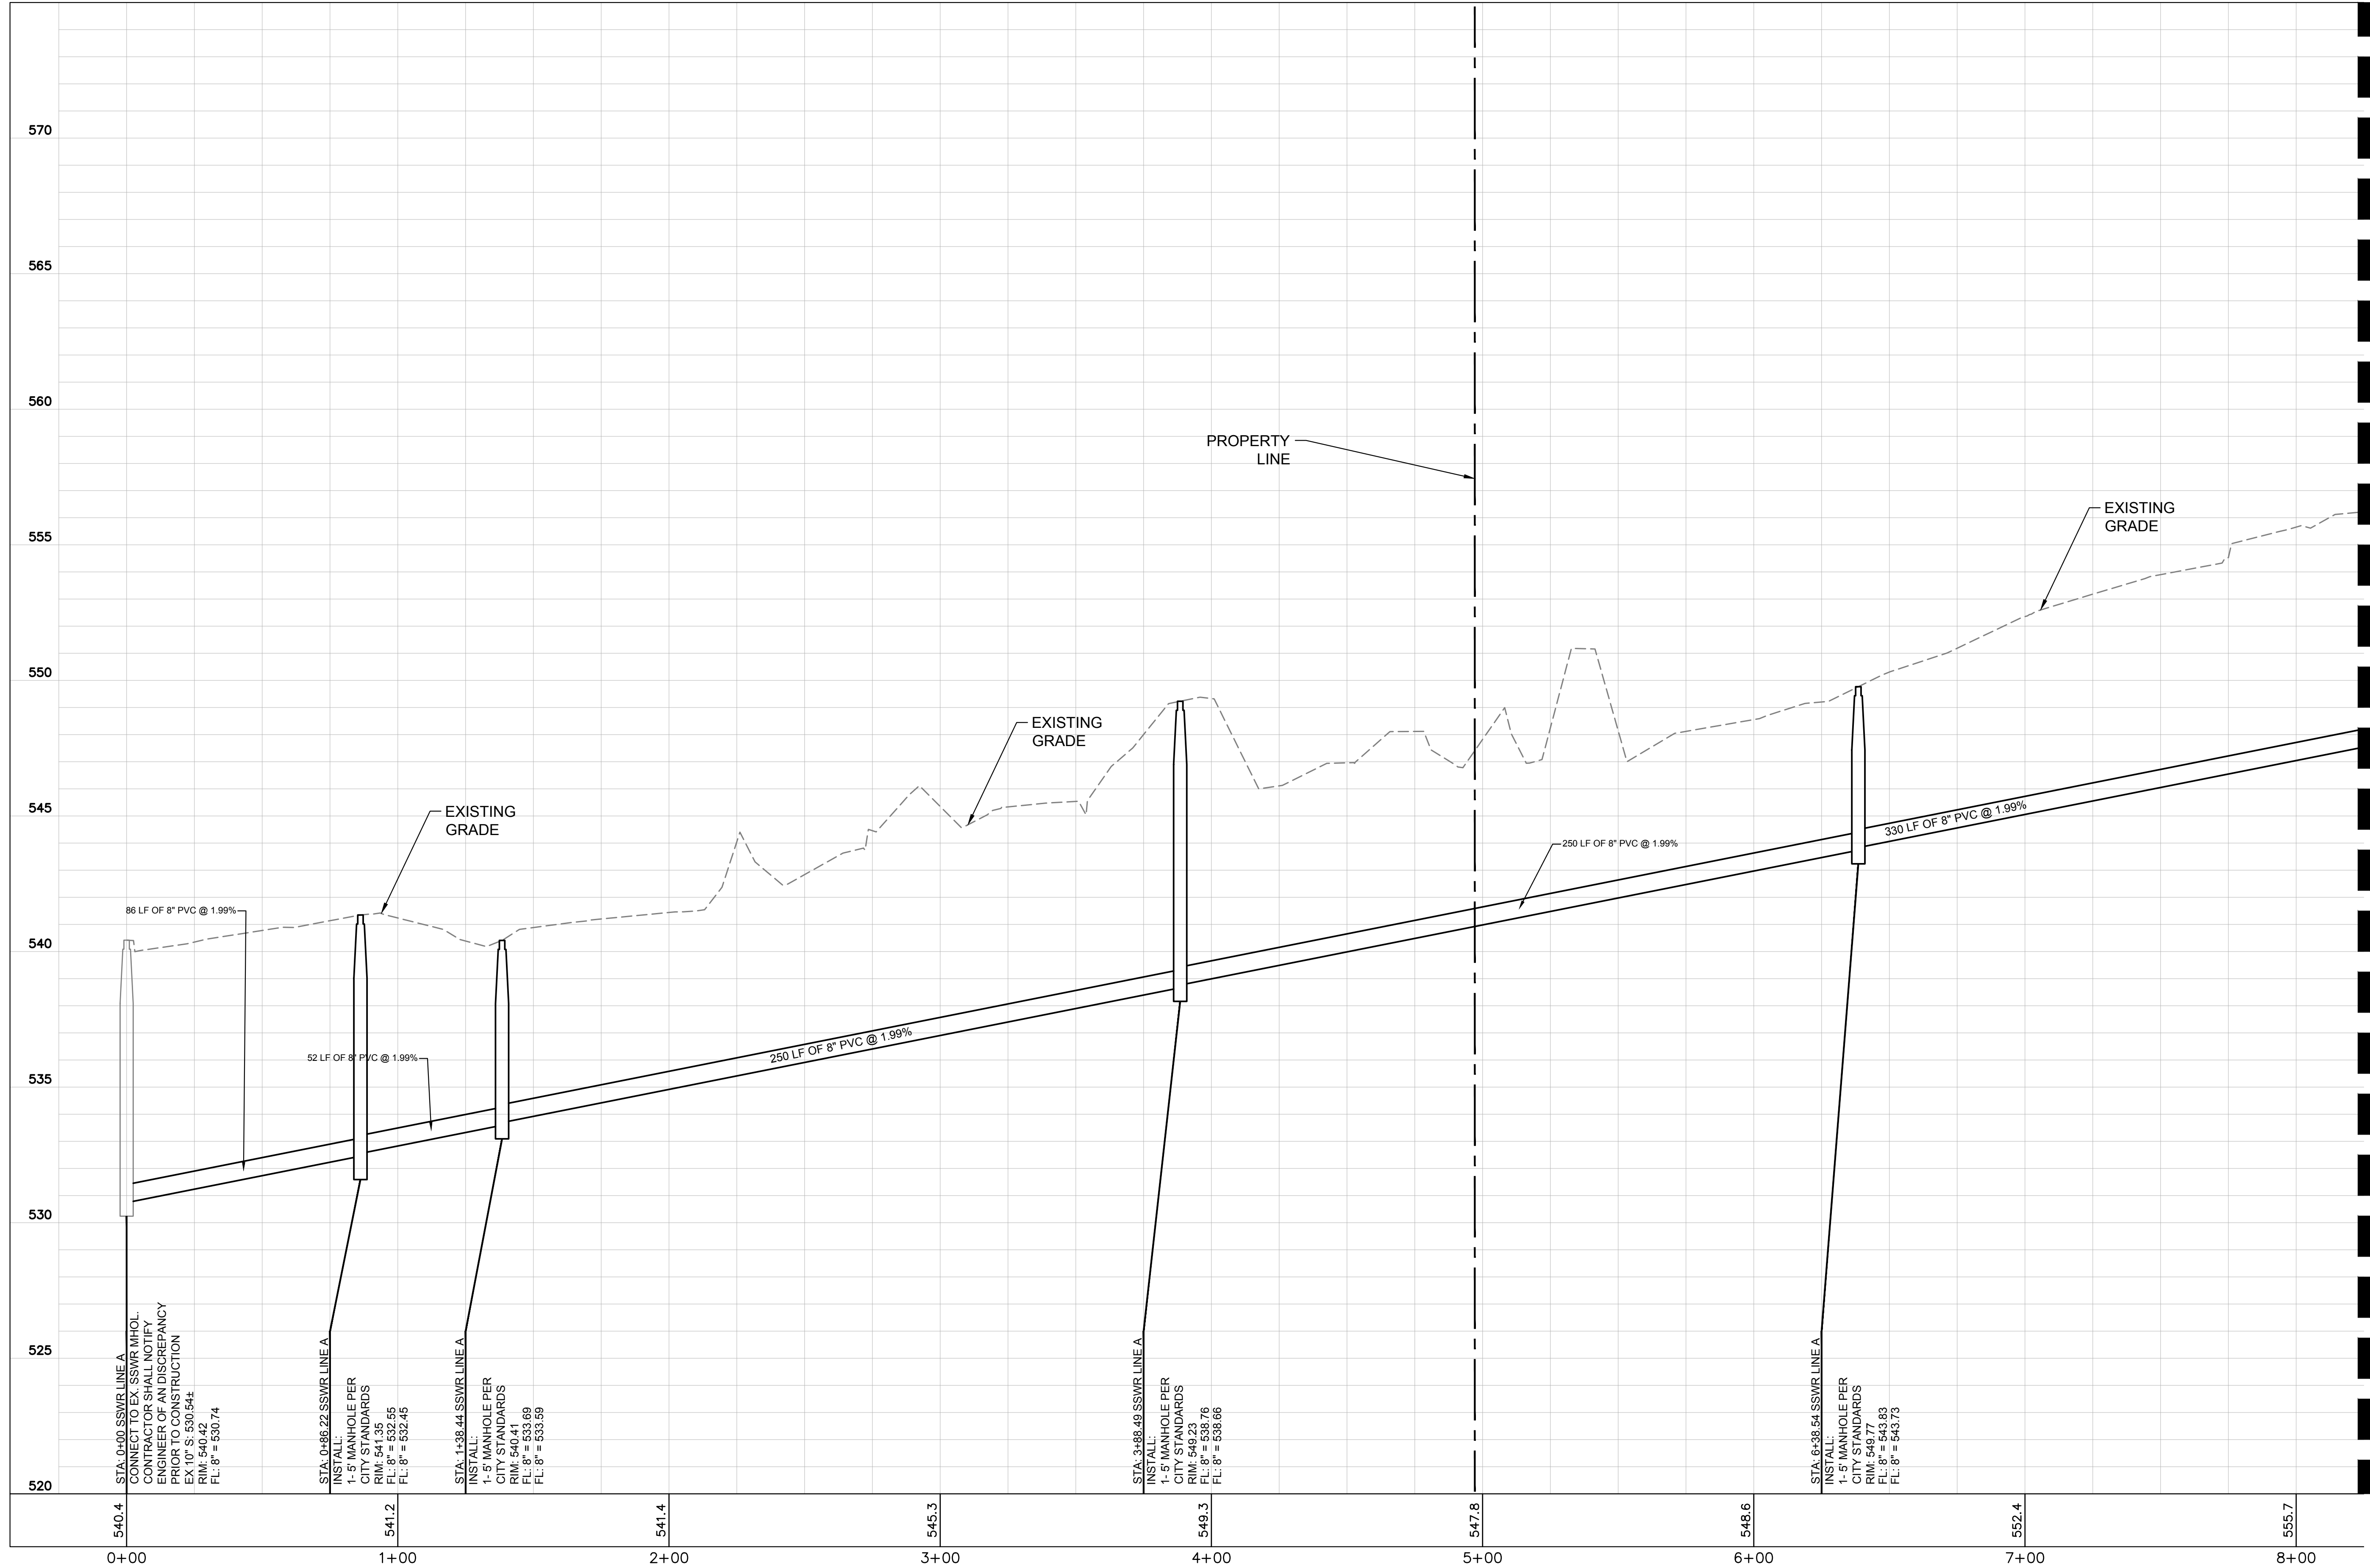 570
565
560
555
550
545
540
535
530
525
520
PROPERTY
LINE
EXISTING
GRADE
EXISTING
GRADE
EXISTING
GRADE
86 LF OF 8" PVC @ 1.99%
52 LF OF 8" PVC @ 1.99%
250 LF OF 8" PVC @ 1.99%
250 LF OF 8" PVC @ 1.99%
330 LF OF 8" PVC @ 1.99%
STA: 0+00 SSWR LINE A
CONNECT TO EX. SSWR MHOL.
CONTRACTOR SHALL NOTIFY
ENGINEER OF AN DISCREPANCY
PRIOR TO CONSTRUCTION
EX 10" S: 530.54±
RIM: 540.42
FL: 8" = 530.74
STA: 0+86.22 SSWR LINE A
INSTALL:
1- 5' MANHOLE PER
CITY STANDARDS
RIM: 541.35
FL: 8" = 532.55
FL: 8" = 532.45
STA: 1+38.44 SSWR LINE A
INSTALL:
1- 5' MANHOLE PER
CITY STANDARDS
RIM: 540.41
FL: 8" = 533.69
FL: 8" = 533.59
STA: 3+88.49 SSWR LINE A
INSTALL:
1- 5' MANHOLE PER
CITY STANDARDS
RIM: 549.23
FL: 8" = 538.76
FL: 8" = 538.66
STA: 6+38.54 SSWR LINE A
INSTALL:
1- 5' MANHOLE PER
CITY STANDARDS
RIM: 549.77
FL: 8" = 543.83
FL: 8" = 543.73
540.4
541.2
541.4
545.3
549.3
547.8
548.6
552.4
555.7
0+00
1+00
2+00
3+00
4+00
5+00
6+00
7+00
8+00